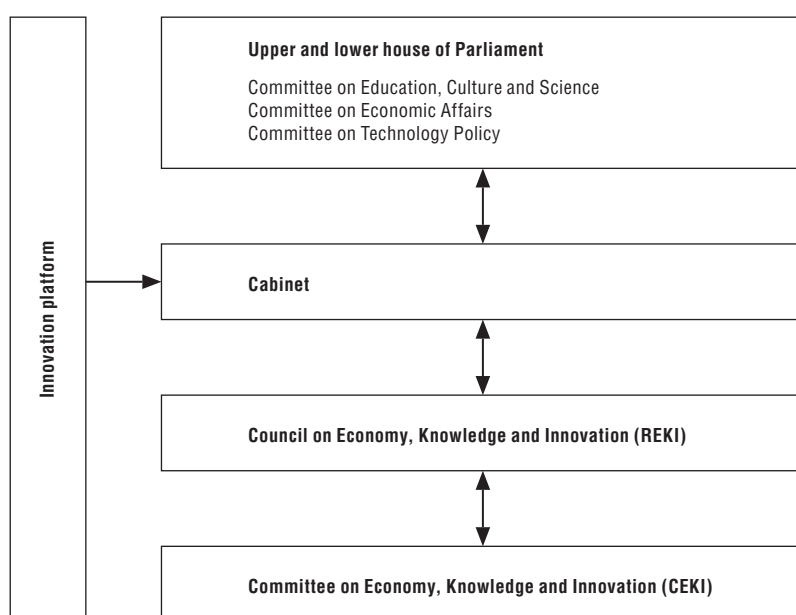 Innovation platform
Upper and lower house of Parliament
Committee on Education, Culture and Science
Committee on Economic Affairs
Committee on Technology Policy
Cabinet
Council on Economy, Knowledge and Innovation (REKI)
Committee on Economy, Knowledge and Innovation (CEKI)